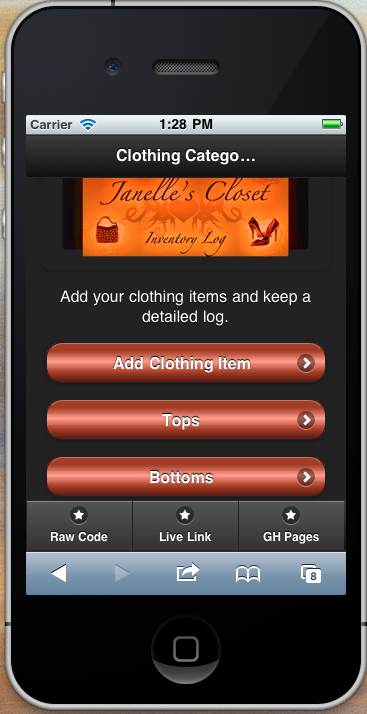 Carrier 1:28 PM
Clothing Catego...
Janelle's Closet
Inventory Log
Add your clothing items and keep a
detailed log.
Add Clothing Item
Tops
Bottoms
Raw Code Live Link GH Pages
8